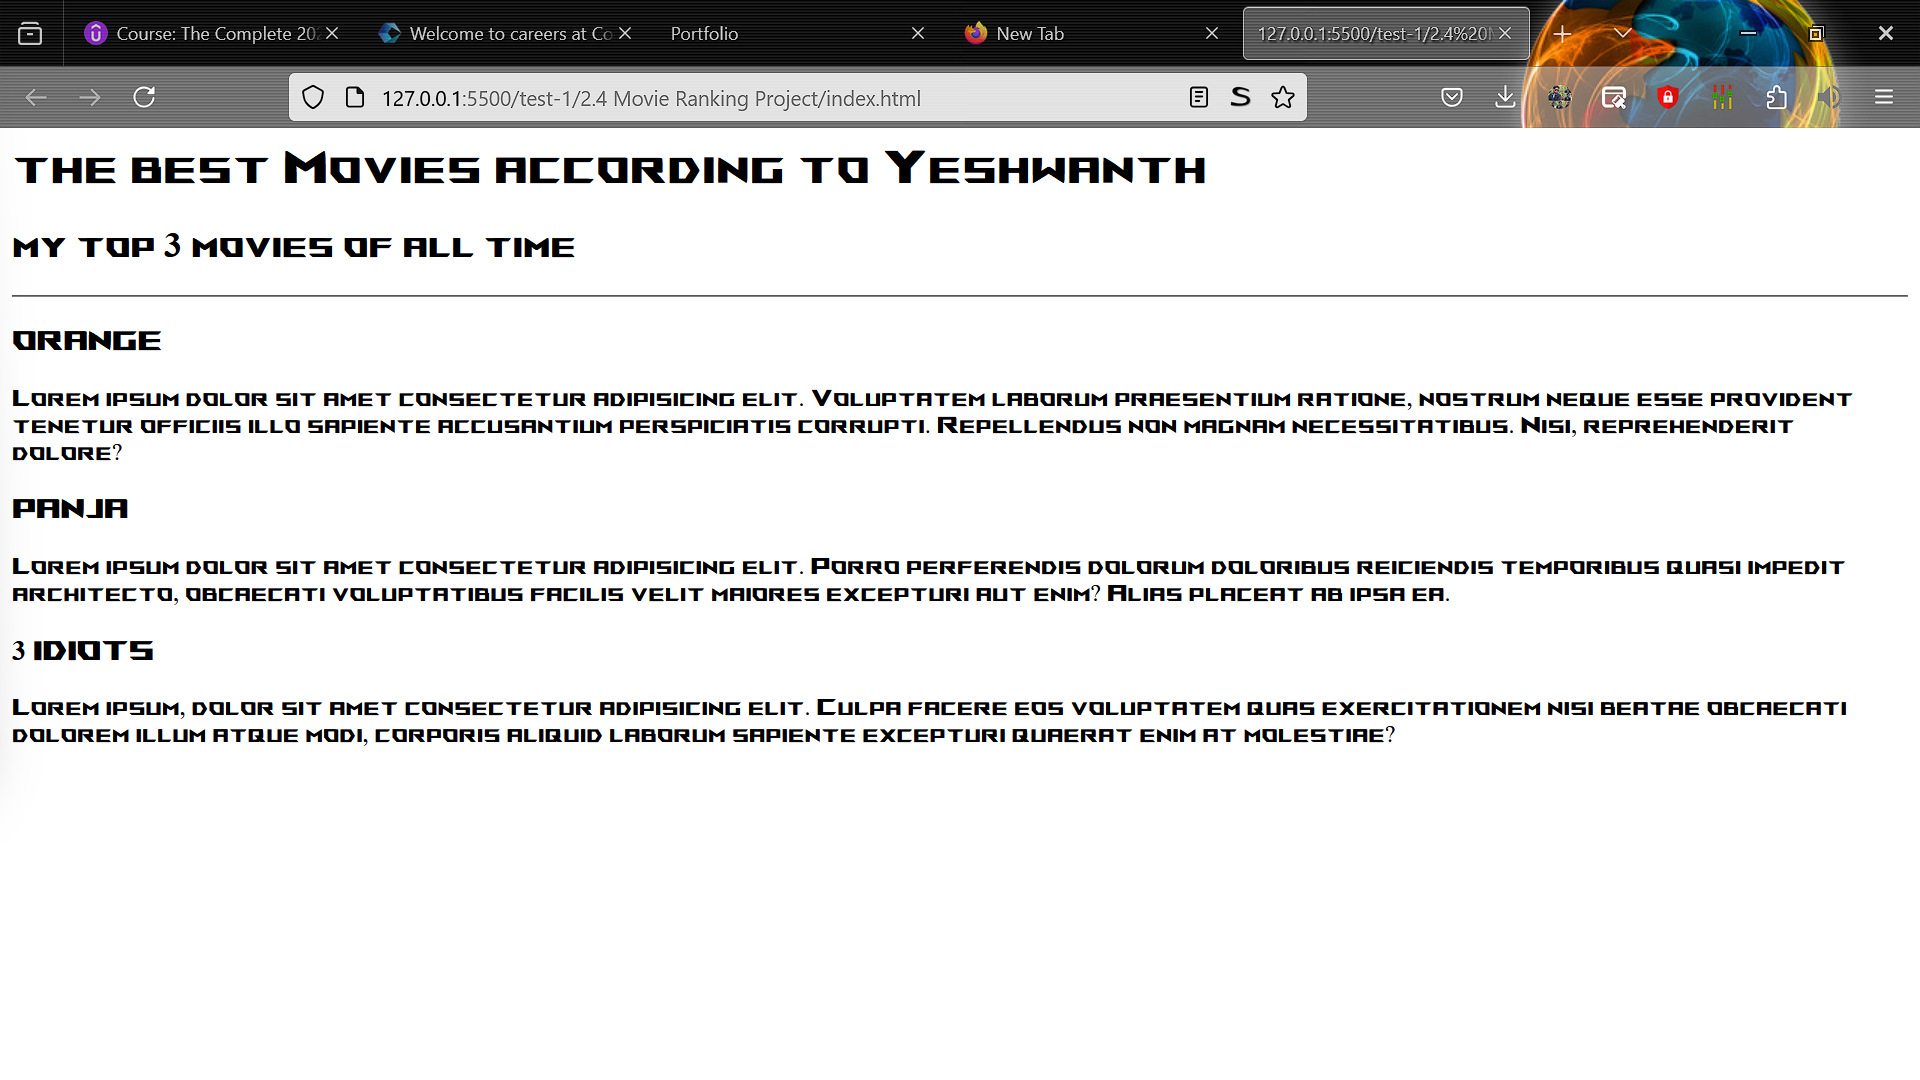 Course: The Complete 20
Welcome to careers at Co
Portfolio
New Tab
127.0.0.1:5500/test-1/2.4%20
127.0.0.1:5500/test-1/2.4 Movie Ranking Project/index.html
the best Movies according to Yeshwanth
my top 3 movies of all time
orange
Lorem ipsum dolor sit amet consectetur adipisicing elit. Voluptatem laborum praesentium ratione, nostrum neque esse provident
tenetur officiis illo sapiente accusantium perspiciatis corrupti. Repellendus non magnam necessitatibus. Nisi, reprehenderit
dolore?
panja
Lorem ipsum dolor sit amet consectetur adipisicing elit. Porro perferendis dolorum doloribus reiciendis temporibus quasi impedit
architecto, obcaecati voluptatibus facilis velit maiores excepturi aut enim? Alias placeat ab ipsa ea.
3 idiots
Lorem ipsum, dolor sit amet consectetur adipisicing elit. Culpa facere eos voluptatem quas exercitationem nisi beatae obcaecati
dolorem illum atque modi, corporis aliquid laborum sapiente excepturi quaerat enim at molestiae?